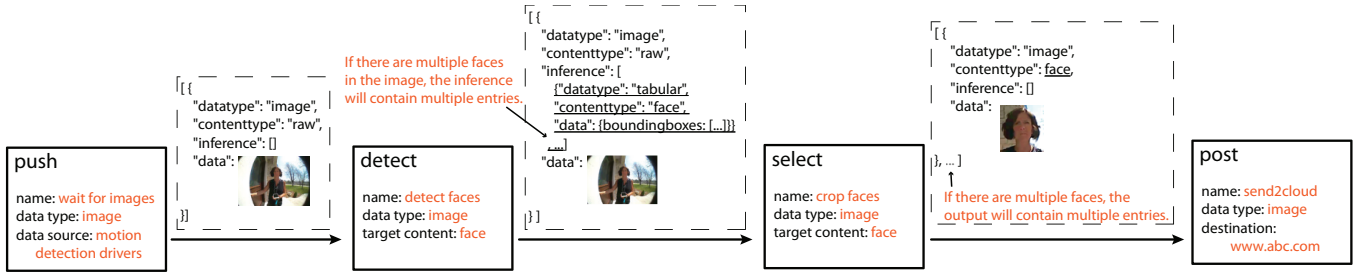 push
name: wait for images
data type: image
data source: motion
detection drivers
[ {
"datatype": "image",
"contenttype": "raw",
"inference": []
"data":
}]
detect
name: detect faces
data type: image
target content: face
If there are multiple faces
in the image, the inference
will contain multiple entries.
[ {
"datatype": "image",
"contenttype": "raw",
"inference": [
{"datatype": "tabular",
"contenttype": "face",
"data": {boundingboxes: [...]}}
, ...]
"data":
} ]
select
name: crop faces
data type: image
target content: face
[ {
"datatype": "image",
"contenttype": face,
"inference": []
"data":
}, ... ]
If there are multiple faces, the
output will contain multiple entries.
post
name: send2cloud
data type: image
destination:
www.abc.com